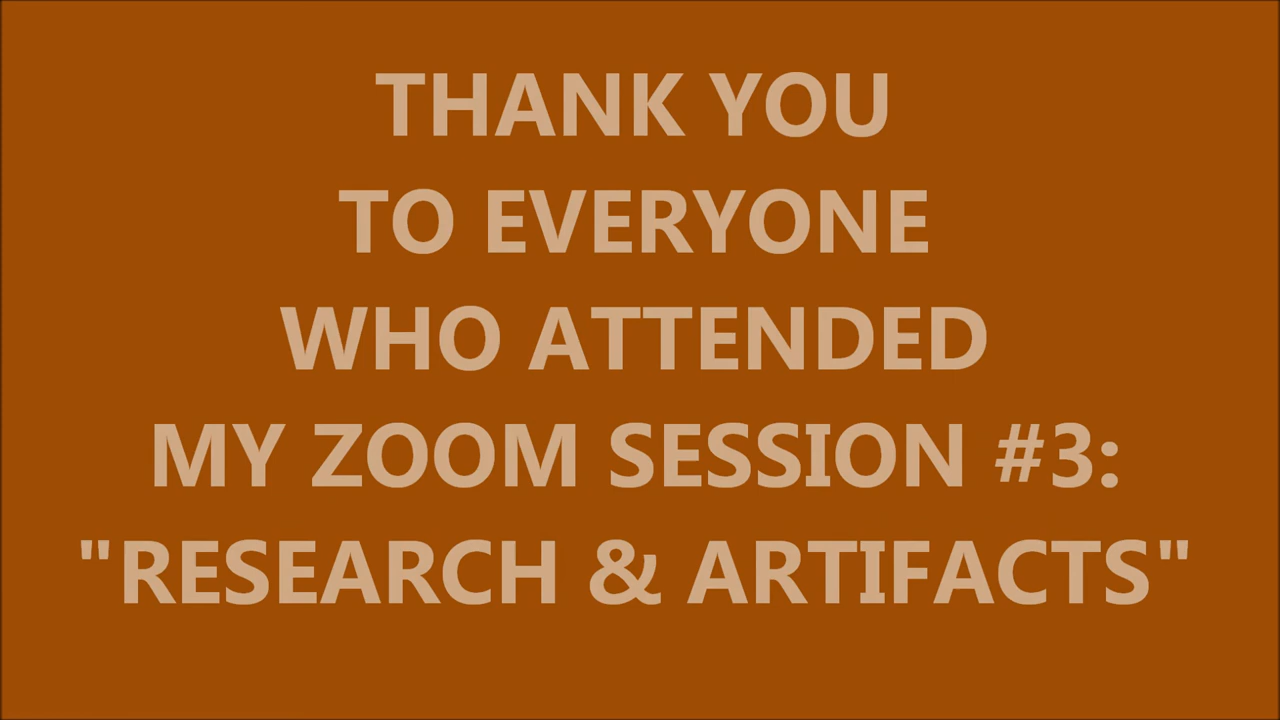 THANK YOU
TO EVERYONE
WHO ATTENDED
MY ZOOM SESSION #3:
"RESEARCH & ARTIFACTS"